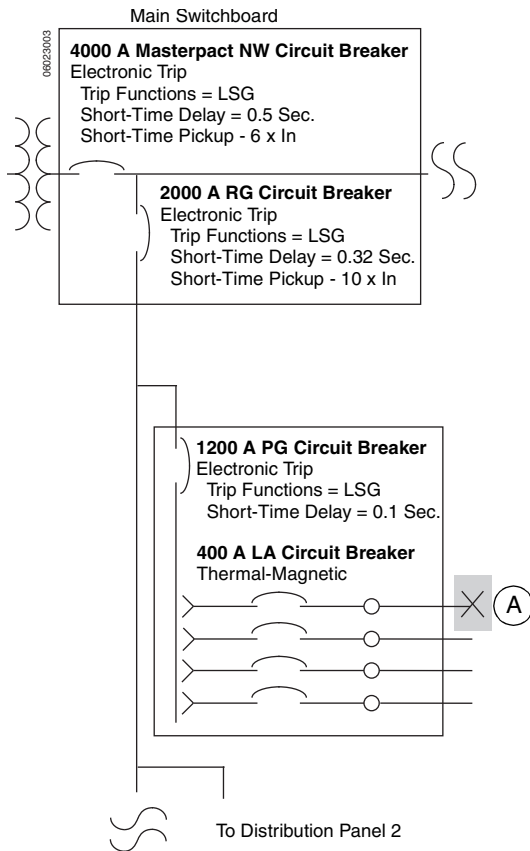 Main Switchboard
06023003
4000 A Masterpact NW Circuit Breaker
Electronic Trip
Trip Functions = LSG
Short-Time Delay = 0.5 Sec.
Short-Time Pickup - 6 x In
2000 A RG Circuit Breaker
Electronic Trip
Trip Functions = LSG
Short-Time Delay = 0.32 Sec.
Short-Time Pickup - 10 x In
1200 A PG Circuit Breaker
Electronic Trip
Trip Functions = LSG
Short-Time Delay = 0.1 Sec.
400 A LA Circuit Breaker
Thermal-Magnetic
A
To Distribution Panel 2